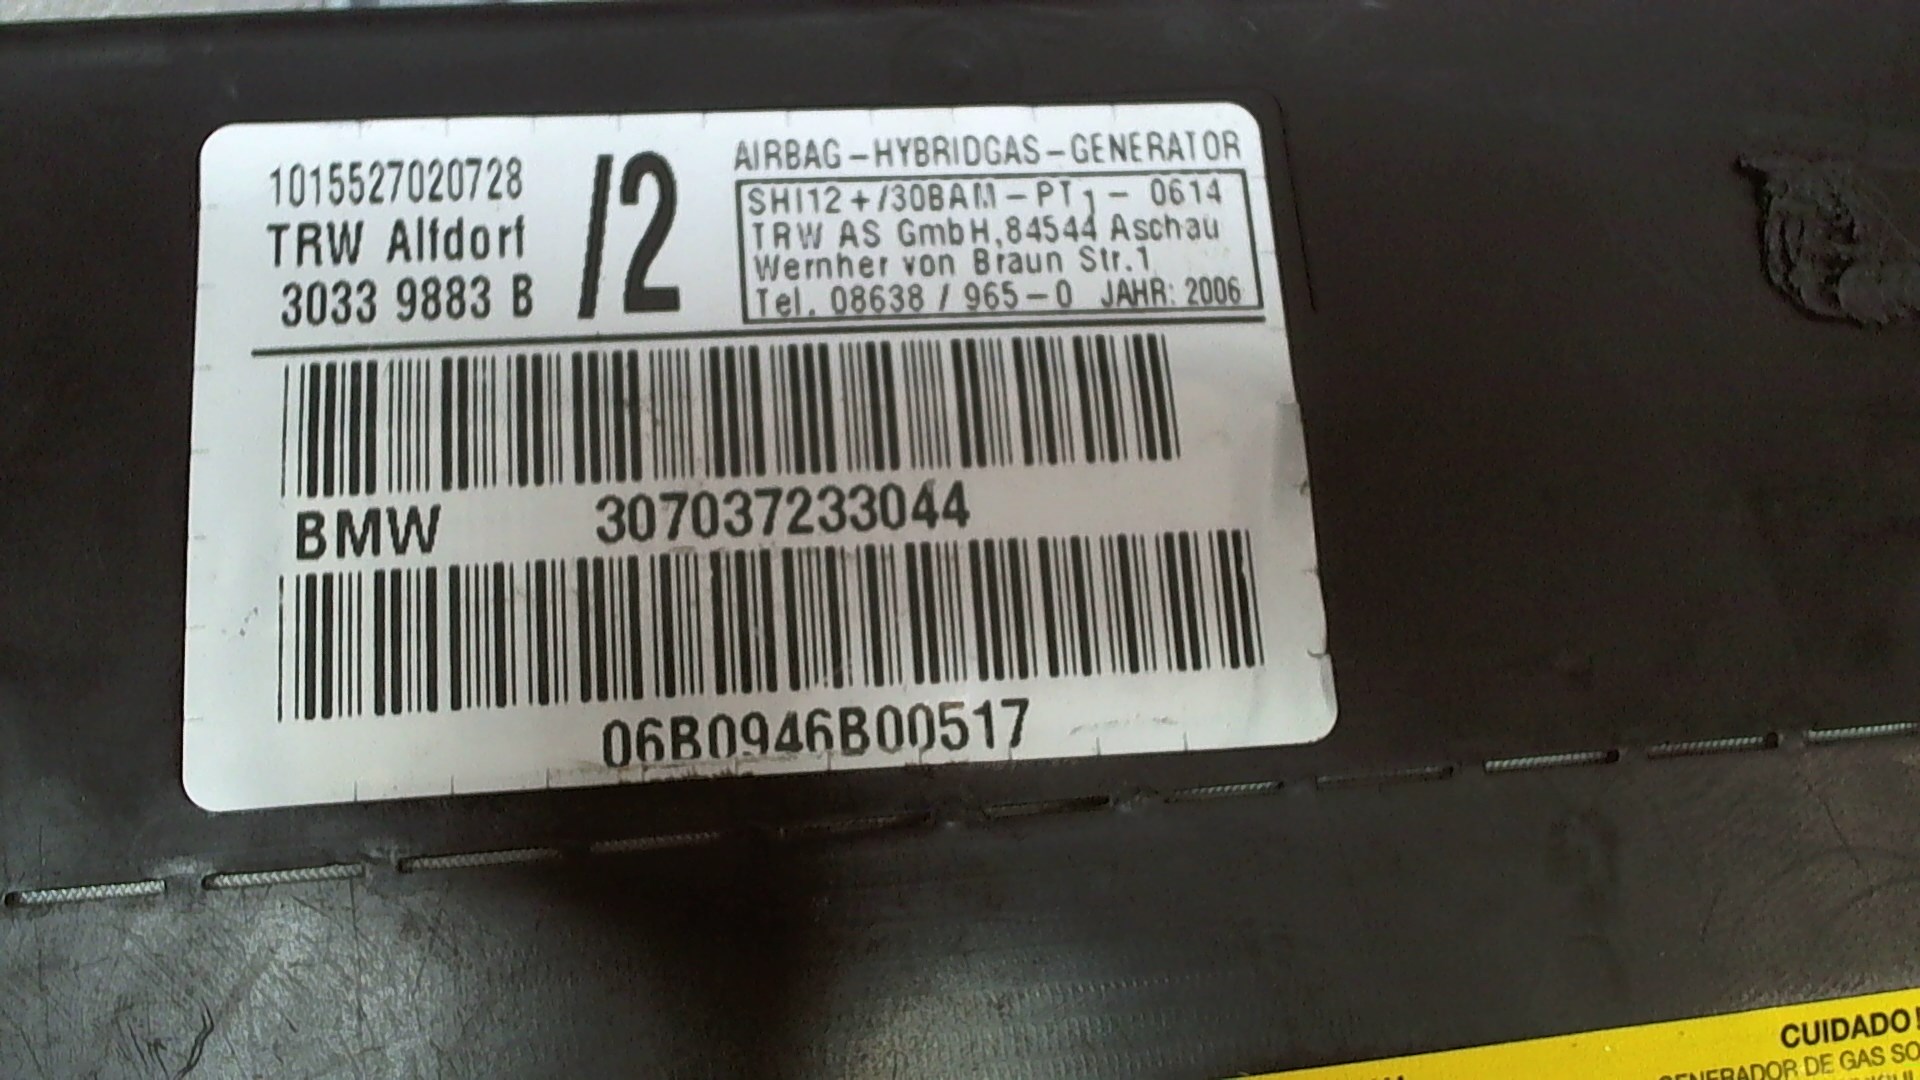 1015527020728
TRW Alfdorf
3033 9883 B
/2
AIRBAG-HYBRIDGAS-GENERATOR
SHI12+/30BAM-PT1-0614
TRW AS GmbH,84544 Aschau
Wernher von Braun Str.1
Tel. 08638 / 965-0 JAHR: 2006
BMW 307037233044
06B0946B00517
CUIDADO!
GENERADOR DE GAS